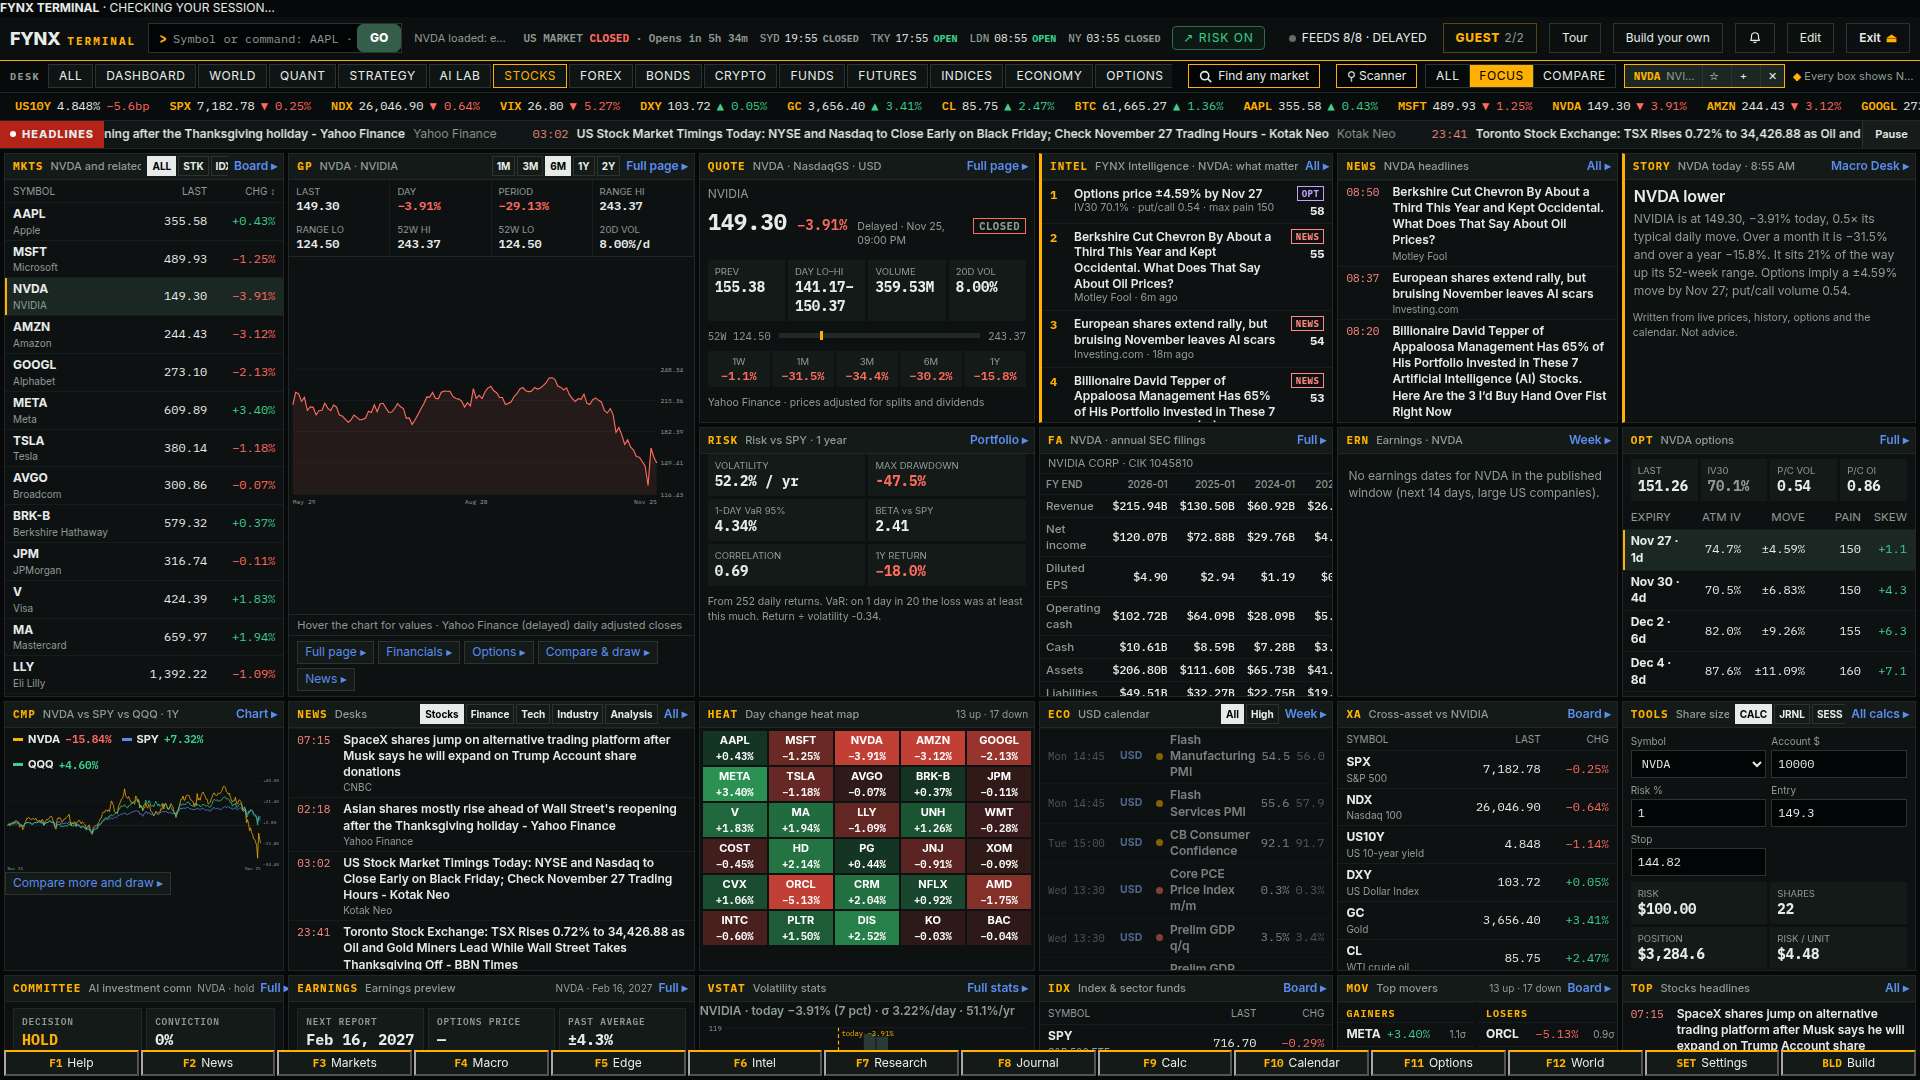 FYNX TERMINAL · CHECKING YOUR SESSION...
FYNX TERMINAL > Symbol or command: AAPL · GO NVDA loaded: e... US MARKET CLOSED · Opens in 5h 34m SYD 19:55 CLOSED TKY 17:55 OPEN LDN 08:55 OPEN NY 03:55 CLOSED ↗ RISK ON FEEDS 8/8 · DELAYED GUEST 2/2 Tour Build your own Edit Exit
DESK ALL DASHBOARD WORLD QUANT STRATEGY AI LAB STOCKS FOREX BONDS CRYPTO FUNDS FUTURES INDICES ECONOMY OPTIONS Find any market Scanner ALL FOCUS COMPARE NVDA NVI... ☆ + × ◆ Every box shows N...
US10Y 4.848% −5.6bp SPX 7,182.78 ▼ 0.25% NDX 26,046.90 ▼ 0.64% VIX 26.80 ▼ 5.27% DXY 103.72 ▲ 0.05% GC 3,656.40 ▲ 3.41% CL 85.75 ▲ 2.47% BTC 61,665.27 ▲ 1.36% AAPL 355.58 ▲ 0.43% MSFT 489.93 ▼ 1.25% NVDA 149.30 ▼ 3.91% AMZN 244.43 ▼ 3.12% GOOGL 27
HEADLINES ning after the Thanksgiving holiday - Yahoo Finance Yahoo Finance 03:02 US Stock Market Timings Today: NYSE and Nasdaq to Close Early on Black Friday; Check November 27 Trading Hours - Kotak Neo Kotak Neo 23:41 Toronto Stock Exchange: TSX Rises 0.72% to 34,426.88 as Oil and Pause
MKTS NVDA and related ALL STK IDX Board ▸
SYMBOL LAST CHG ↕
AAPL 355.58 +0.43%
Apple
MSFT 489.93 −1.25%
Microsoft
NVDA 149.30 −3.91%
NVIDIA
AMZN 244.43 −3.12%
Amazon
GOOGL 273.10 −2.13%
Alphabet
META 609.89 +3.40%
Meta
TSLA 380.14 −1.18%
Tesla
AVGO 300.86 −0.07%
Broadcom
BRK-B 579.32 +0.37%
Berkshire Hathaway
JPM 316.74 −0.11%
JPMorgan
V 424.39 +1.83%
Visa
MA 659.97 +1.94%
Mastercard
LLY 1,392.22 −1.09%
Eli Lilly
GP NVDA · NVIDIA 1M 3M 6M 1Y 2Y Full page ▸
LAST DAY PERIOD RANGE HI
149.30 −3.91% −29.13% 243.37
RANGE LO 52W HI 52W LO 20D VOL
124.50 243.37 124.50 8.00%/d
215.36
182.39
149.41
May 29 Aug 28 Nov 25
Hover the chart for values · Yahoo Finance (delayed) daily adjusted closes
Full page ▸ Financials ▸ Options ▸ Compare & draw ▸
News ▸
QUOTE NVDA · NasdaqGS · USD Full page ▸
NVIDIA
149.30 −3.91% Delayed · Nov 25, 09:00 PM CLOSED
PREV DAY LO–HI VOLUME 20D VOL
155.38 141.17–150.37 359.53M 8.00%
52W 124.50 243.37
1W 1M 3M 6M 1Y
−1.1% −31.5% −34.4% −30.2% −15.8%
Yahoo Finance · prices adjusted for splits and dividends
INTEL FYNX Intelligence · NVDA: what matter All ▸
1 Options price ±4.59% by Nov 27 OPT
IV30 70.1% · put/call 0.54 · max pain 150 58
2 Berkshire Cut Chevron By About a NEWS
Third This Year and Kept 55
Occidental. What Does That Say
About Oil Prices?
Motley Fool · 6m ago
3 European shares extend rally, but NEWS
bruising November leaves AI scars 54
Investing.com · 18m ago
4 Billionaire David Tepper of NEWS
Appaloosa Management Has 65% 53
of His Portfolio Invested in These 7
NEWS NVDA headlines All ▸
08:50 Berkshire Cut Chevron By About a
Third This Year and Kept Occidental.
What Does That Say About Oil
Prices?
Motley Fool
08:37 European shares extend rally, but
bruising November leaves AI scars
Investing.com
08:20 Billionaire David Tepper of
Appaloosa Management Has 65% of
His Portfolio Invested in These 7
Artificial Intelligence (AI) Stocks.
Here Are the 3 I'd Buy Hand Over Fist
Right Now
STORY NVDA today · 8:55 AM Macro Desk ▸
NVDA lower
NVIDIA is at 149.30, −3.91% today, 0.5× its
typical daily move. Over a month it is −31.5%
and over a year −15.8%. It sits 21% of the way
up its 52-week range. Options imply a ±4.59%
move by Nov 27; put/call volume 0.54.
Written from live prices, history, options and the
calendar. Not advice.
RISK Risk vs SPY · 1 year Portfolio ▸
VOLATILITY MAX DRAWDOWN
52.2% / yr −47.5%
1-DAY VaR 95% BETA vs SPY
4.34% 2.41
CORRELATION 1Y RETURN
0.69 −18.0%
From 252 daily returns. VaR: on 1 day in 20 the loss was at least
this much. Return ÷ volatility -0.34.
FA NVDA · annual SEC filings Full ▸
NVIDIA CORP · CIK 1045810
FY END 2026-01 2025-01 2024-01 202
Revenue $215.94B $130.50B $60.92B $26.
Net income $120.07B $72.88B $29.76B $4.
Diluted EPS $4.90 $2.94 $1.19 $0
Operating cash $102.72B $64.09B $28.09B $5.
Cash $10.61B $8.59B $7.28B $3.
Assets $206.80B $111.60B $65.73B $41.
Liabilities $49.51B $32.27B $22.75B $19.
ERN Earnings · NVDA Week ▸
No earnings dates for NVDA in the published
window (next 14 days, large US companies).
OPT NVDA options Full ▸
LAST IV30 P/C VOL P/C OI
151.26 70.1% 0.54 0.86
EXPIRY ATM IV MOVE PAIN SKEW
Nov 27 · 1d 74.7% ±4.59% 150 +1.1
Nov 30 · 4d 70.5% ±6.83% 150 +4.3
Dec 2 · 6d 82.0% ±9.26% 155 +6.3
Dec 4 · 8d 87.6% ±11.09% 160 +7.1
CMP NVDA vs SPY vs QQQ · 1Y Chart ▸
NVDA −15.84% SPY +7.32%
QQQ +4.60%
Compare more and draw ▸
NEWS Desks Stocks Finance Tech Industry Analysis All ▸
07:15 SpaceX shares jump on alternative trading platform after
Musk says he will expand on Trump Account share
donations
CNBC
02:18 Asian shares mostly rise ahead of Wall Street's reopening
after the Thanksgiving holiday - Yahoo Finance
Yahoo Finance
03:02 US Stock Market Timings Today: NYSE and Nasdaq to
Close Early on Black Friday; Check November 27 Trading
Hours - Kotak Neo
Kotak Neo
23:41 Toronto Stock Exchange: TSX Rises 0.72% to 34,426.88 as
Oil and Gold Miners Lead While Wall Street Takes
Thanksgiving Off - BBN Times
HEAT Day change heat map 13 up · 17 down
AAPL MSFT NVDA AMZN GOOGL
+0.43% −1.25% −3.91% −3.12% −2.13%
META TSLA AVGO BRK-B JPM
+3.40% −1.18% −0.07% +0.37% −0.11%
V MA LLY UNH WMT
+1.83% +1.94% −1.09% +1.26% −0.28%
COST HD PG JNJ XOM
−0.45% +2.14% +0.44% −0.91% −0.09%
CVX ORCL CRM NFLX AMD
+1.06% −5.13% +2.04% +0.92% −1.75%
INTC PLTR DIS KO BAC
−0.60% +1.50% +2.52% −0.03% −0.04%
ECO USD calendar All High Week ▸
Mon 14:45 USD Flash Manufacturing PMI 54.5 56.0
Mon 14:45 USD Flash Services PMI 55.6 57.9
Tue 15:00 USD CB Consumer Confidence 92.1 91.7
Wed 13:30 USD Core PCE Price Index m/m 0.3% 0.3%
Wed 13:30 USD Prelim GDP q/q 3.5% 3.4%
Prelim GDP
XA Cross-asset vs NVIDIA Board ▸
SYMBOL LAST CHG
SPX 7,182.78 −0.25%
S&P 500
NDX 26,046.90 −0.64%
Nasdaq 100
US10Y 4.848 −1.14%
US 10-year yield
DXY 103.72 +0.05%
US Dollar Index
GC 3,656.40 +3.41%
Gold
CL 85.75 +2.47%
WTI crude oil
TOOLS Share size CALC JRNL SESS All calcs ▸
Symbol Account $
NVDA 10000
Risk % Entry
1 149.3
Stop
144.82
RISK SHARES
$100.00 22
POSITION RISK / UNIT
$3,284.6 $4.48
COMMITTEE AI investment comm NVDA · hold Full ▸
DECISION CONVICTION
HOLD 0%
EARNINGS Earnings preview NVDA · Feb 16, 2027 Full ▸
NEXT REPORT OPTIONS PRICE PAST AVERAGE
Feb 16, 2027 — ±4.3%
VSTAT Volatility stats Full stats ▸
NVIDIA · today −3.91% (7 pct) · σ 3.22%/day · 51.1%/yr
119 today −3.91%
IDX Index & sector funds Board ▸
SYMBOL LAST CHG
SPY 716.70 −0.29%
MOV Top movers 13 up · 17 down Board ▸
GAINERS LOSERS
META +3.40% 1.1σ ORCL −5.13% 0.9σ
TOP Stocks headlines All ▸
07:15 SpaceX shares jump on alternative
trading platform after Musk says he will
expand on Trump Account share
F1 Help F2 News F3 Markets F4 Macro F5 Edge F6 Intel F7 Research F8 Journal F9 Calc F10 Calendar F11 Options F12 World SET Settings BLD Build